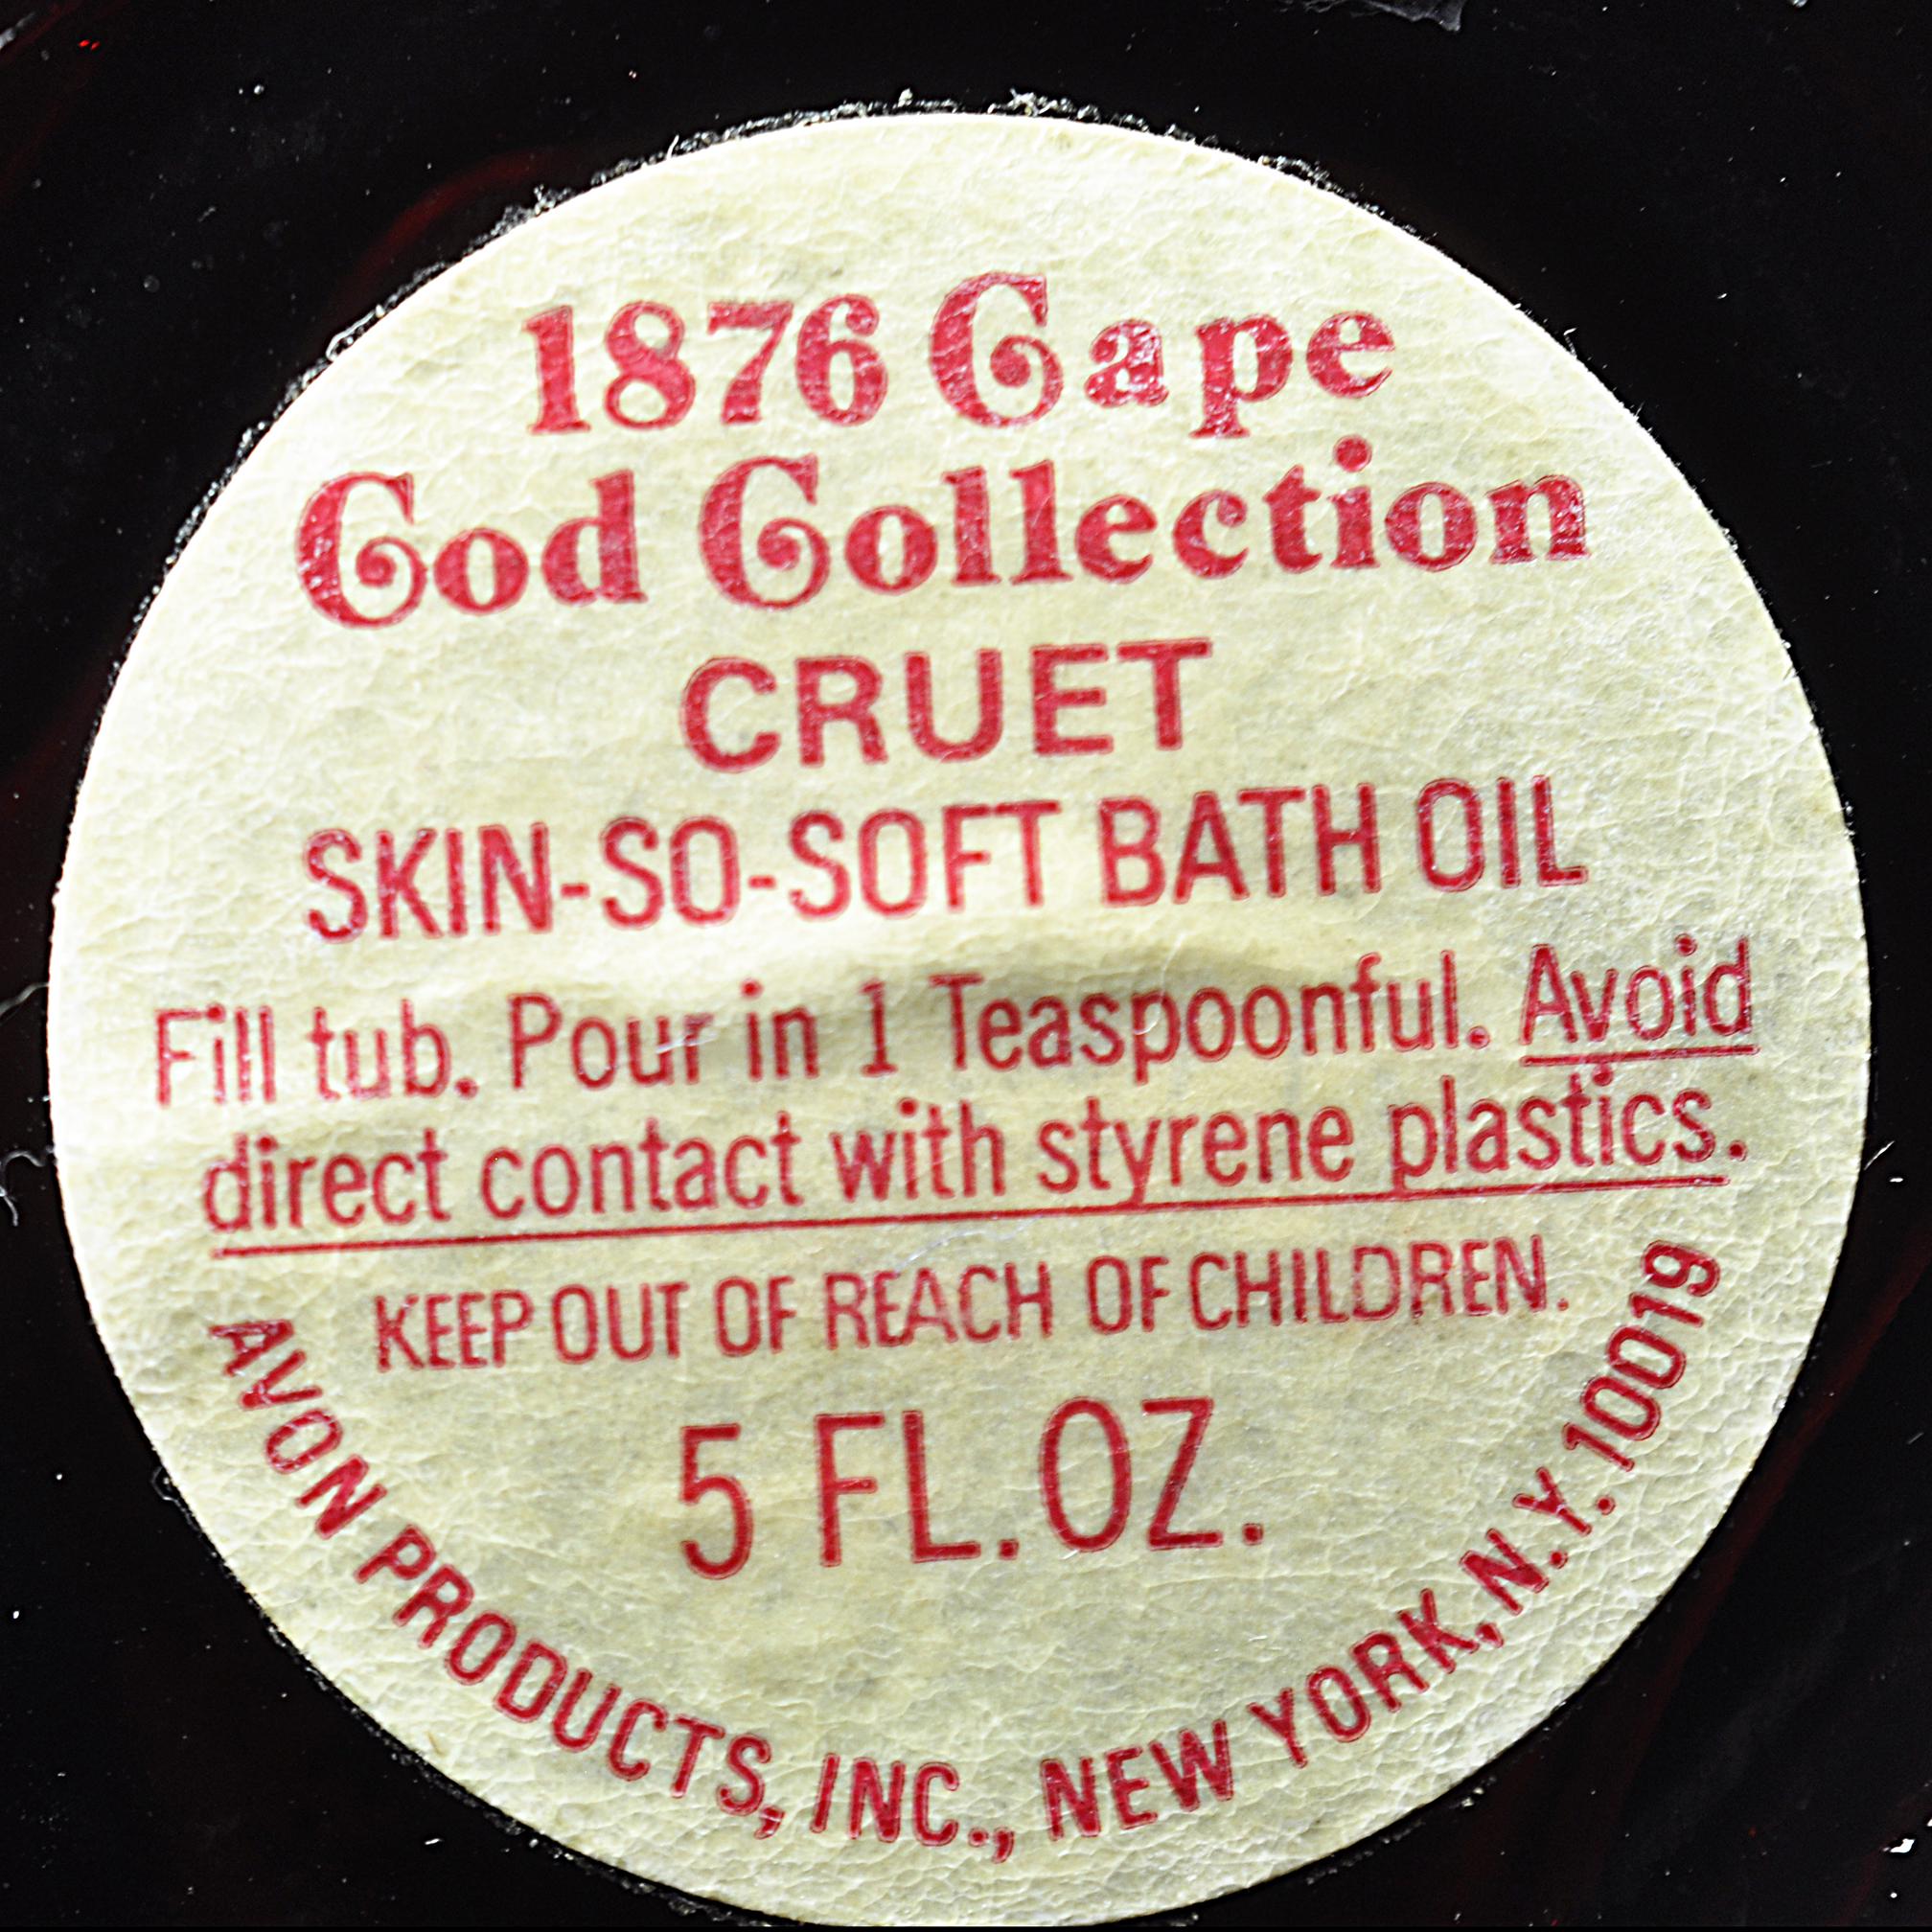 1876 Cape
Cod Collection
CRUET
SKIN-SO-SOFT BATH OIL
Fill tub. Pour in 1 Teaspoonful. Avoid
direct contact with styrene plastics.
KEEP OUT OF REACH OF CHILDREN.
5 FL. OZ.
AVON PRODUCTS, INC., NEW YORK, N.Y. 10019